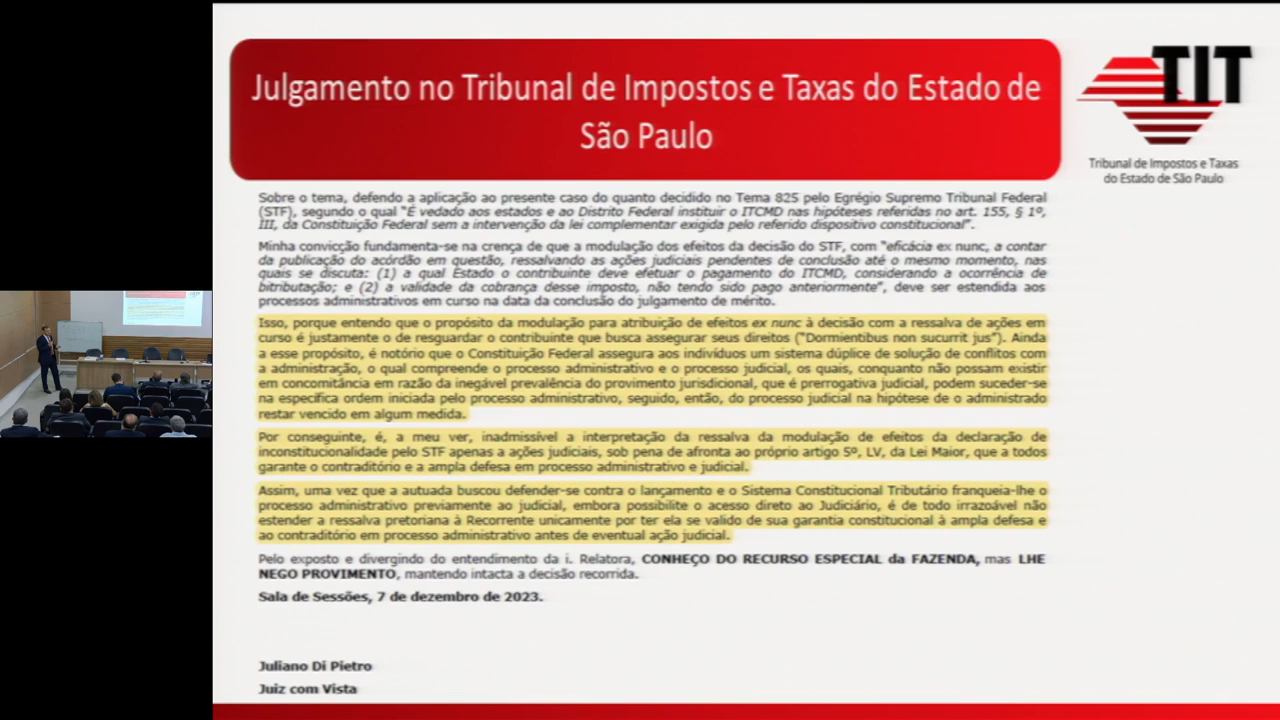 Julgamento no Tribunal de Impostos e Taxas do Estado de
São Paulo
TIT
Tribunal de Impostos e Taxas
do Estado de São Paulo
Sobre o tema, defendo a aplicação ao presente caso do quanto decidido no Tema 825 pelo Egrégio Supremo Tribunal Federal
(STF), segundo o qual “É vedado aos estados e ao Distrito Federal instituir o ITCMD nas hipóteses referidas no art. 155, § 1º,
III, da Constituição Federal sem a intervenção da lei complementar exigida pelo referido dispositivo constitucional”.
Minha convicção fundamenta-se na crença de que a modulação dos efeitos da decisão do STF, com “eficácia ex nunc, a contar
da publicação do acórdão em questão, ressalvando as ações judiciais pendentes de conclusão até o mesmo momento, nas
quais se discuta: (1) a qual Estado o contribuinte deve efetuar o pagamento do ITCMD, considerando a ocorrência de
bitributação; e (2) a validade da cobrança desse imposto, não tendo sido pago anteriormente”, deve ser estendida aos
processos administrativos em curso na data da conclusão do julgamento de mérito.
Isso, porque entendo que o propósito da modulação para atribuição de efeitos ex nunc à decisão com a ressalva de ações em
curso é justamente o de resguardar o contribuinte que busca assegurar seus direitos (“Dormientibus non sucurrit jus”). Ainda
a esse propósito, é notório que o Constituição Federal assegura aos indivíduos um sistema dúplice de solução de conflitos com
a administração, o qual compreende o processo administrativo e o processo judicial, os quais, conquanto não possam existir
em concomitância em razão da inegável prevalência do provimento jurisdicional, que é prerrogativa judicial, podem suceder-se
na específica ordem iniciada pelo processo administrativo, seguido, então, do processo judicial na hipótese de o administrado
restar vencido em algum medida.
Por conseguinte, é, a meu ver, inadmissível a interpretação da ressalva da modulação de efeitos da declaração de
inconstitucionalidade pelo STF apenas a ações judiciais, sob pena de afronta ao próprio artigo 5º, LV, da Lei Maior, que a todos
garante o contraditório e a ampla defesa em processo administrativo e judicial.
Assim, uma vez que a autuada buscou defender-se contra o lançamento e o Sistema Constitucional Tributário franqueia-lhe o
processo administrativo previamente ao judicial, embora possibilite o acesso direto ao Judiciário, é de todo irrazoável não
estender a ressalva pretoriana à Recorrente unicamente por ter ela se valido de sua garantia constitucional à ampla defesa e
ao contraditório em processo administrativo antes de eventual ação judicial.
Pelo exposto e divergindo do entendimento da i. Relatora, CONHEÇO DO RECURSO ESPECIAL da FAZENDA, mas LHE
NEGO PROVIMENTO, mantendo intacta a decisão recorrida.
Sala de Sessões, 7 de dezembro de 2023.
Juliano Di Pietro
Juiz com Vista